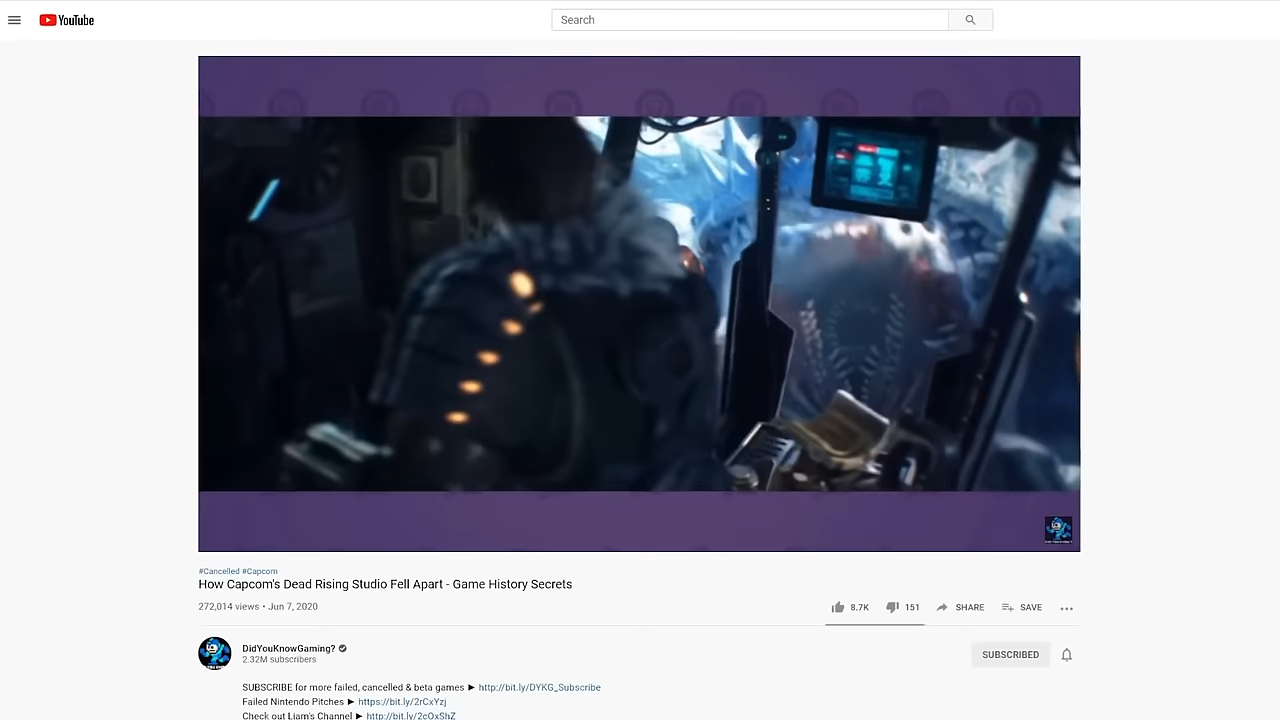 YouTube
Search
#Cancelled #Capcom
How Capcom's Dead Rising Studio Fell Apart - Game History Secrets
272,014 views • Jun 7, 2020
8.7K
151
SHARE
SAVE
DidYouKnowGaming?
2.32M subscribers
SUBSCRIBED
SUBSCRIBE for more failed, cancelled & beta games ► http://bit.ly/DYKG_Subscribe
Failed Nintendo Pitches ► https://bit.ly/2rCxYzj
Check out Liam's Channel ► http://bit.ly/2cOxShZ